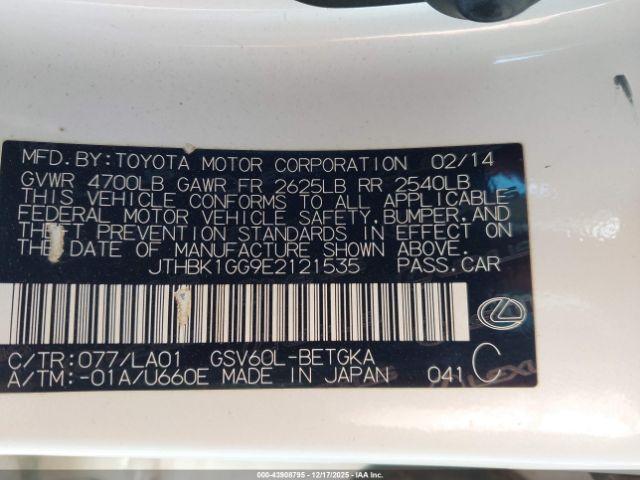 MFD.BY:TOYOTA MOTOR CORPORATION 02/14
GVWR 4700LB GAWR FR 2625LB RR 2540LB
THIS VEHICLE CONFORMS TO ALL APPLICABLE
FEDERAL MOTOR VEHICLE SAFETY,BUMPER,AND
THEFT PREVENTION STANDARDS IN EFFECT ON
THE DATE OF MANUFACTURE SHOWN ABOVE.
JTHBK1GG9E2121535 PASS.CAR
C/TR:077/LA01 GSV60L-BETGKA
A/TM:-01A/U660E MADE IN JAPAN 041 C
000-43908795 - 12/17/2025 - IAAI PUBLIC